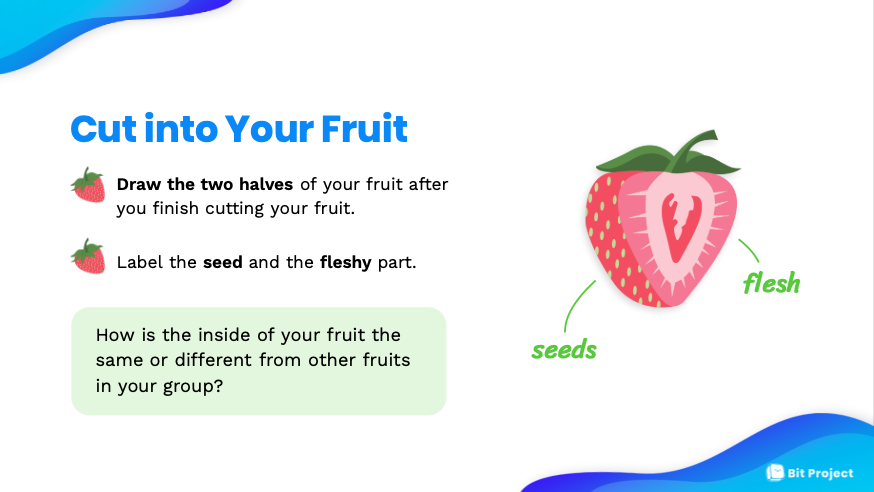 Cut into Your Fruit
Draw the two halves of your fruit after
you finish cutting your fruit.
Label the seed and the fleshy part.
How is the inside of your fruit the
same or different from other fruits
in your group?
flesh
seeds
Bit Project